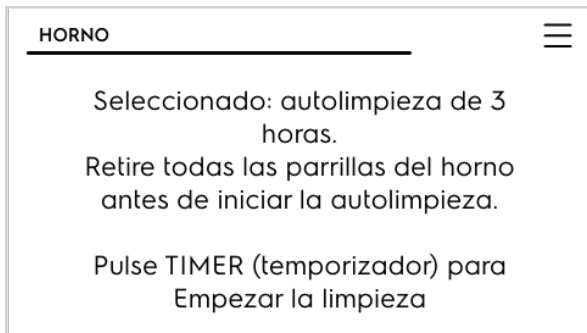 HORNO
Seleccionado: autolimpieza de 3
horas.
Retire todas las parrillas del horno
antes de iniciar la autolimpieza.
Pulse TIMER (temporizador) para
Empezar la limpieza